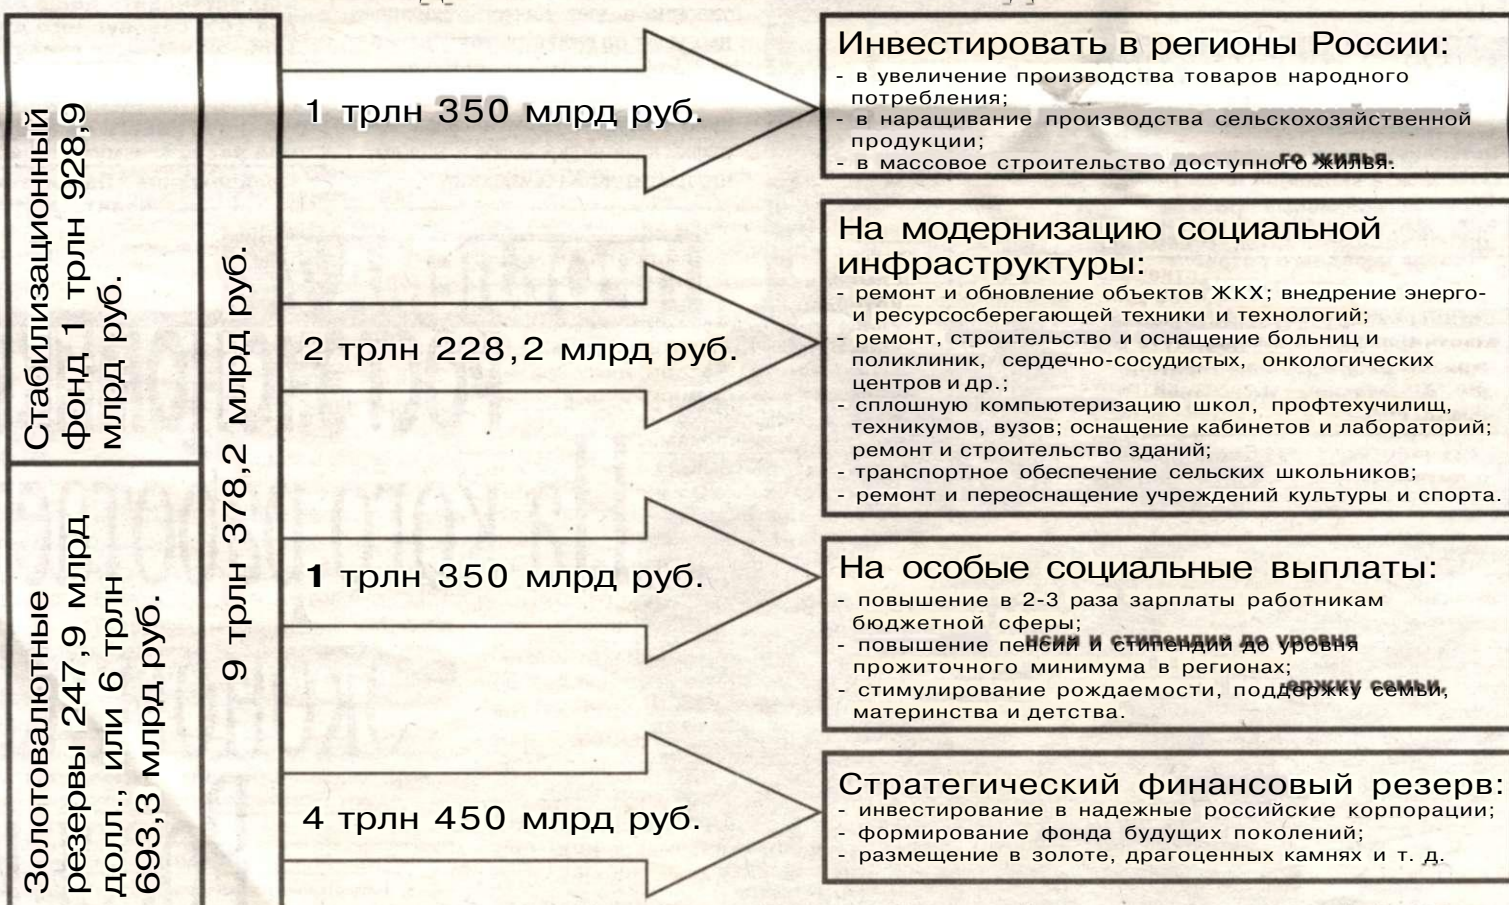 Стабилизационный
фонд 1 трлн 928,9
млрд руб.
Золотовалютные
резервы 247,9 млрд
долл., или 6 трлн
693,3 млрд руб.
9 трлн 378,2 млрд руб.
1 трлн 350 млрд руб.
Инвестировать в регионы России:
- в увеличение производства товаров народного
потребления;
- в наращивание производства сельскохозяйственной
продукции;
- в массовое строительство доступного жилья.
2 трлн 228,2 млрд руб.
На модернизацию социальной
инфраструктуры:
- ремонт и обновление объектов ЖКХ; внедрение энерго-
и ресурсосберегающей техники и технологий;
- ремонт, строительство и оснащение больниц и
поликлиник, сердечно-сосудистых, онкологических
центров и др.;
- сплошную компьютеризацию школ, профтехучилищ,
техникумов, вузов; оснащение кабинетов и лабораторий;
ремонт и строительство зданий;
- транспортное обеспечение сельских школьников;
- ремонт и переоснащение учреждений культуры и спорта.
1 трлн 350 млрд руб.
На особые социальные выплаты:
- повышение в 2-3 раза зарплаты работникам
бюджетной сферы;
- повышение пенсий и стипендий до уровня
прожиточного минимума в регионах;
- стимулирование рождаемости, поддержку семьи,
материнства и детства.
4 трлн 450 млрд руб.
Стратегический финансовый резерв:
- инвестирование в надежные российские корпорации;
- формирование фонда будущих поколений;
- размещение в золоте, драгоценных камнях и т. д.